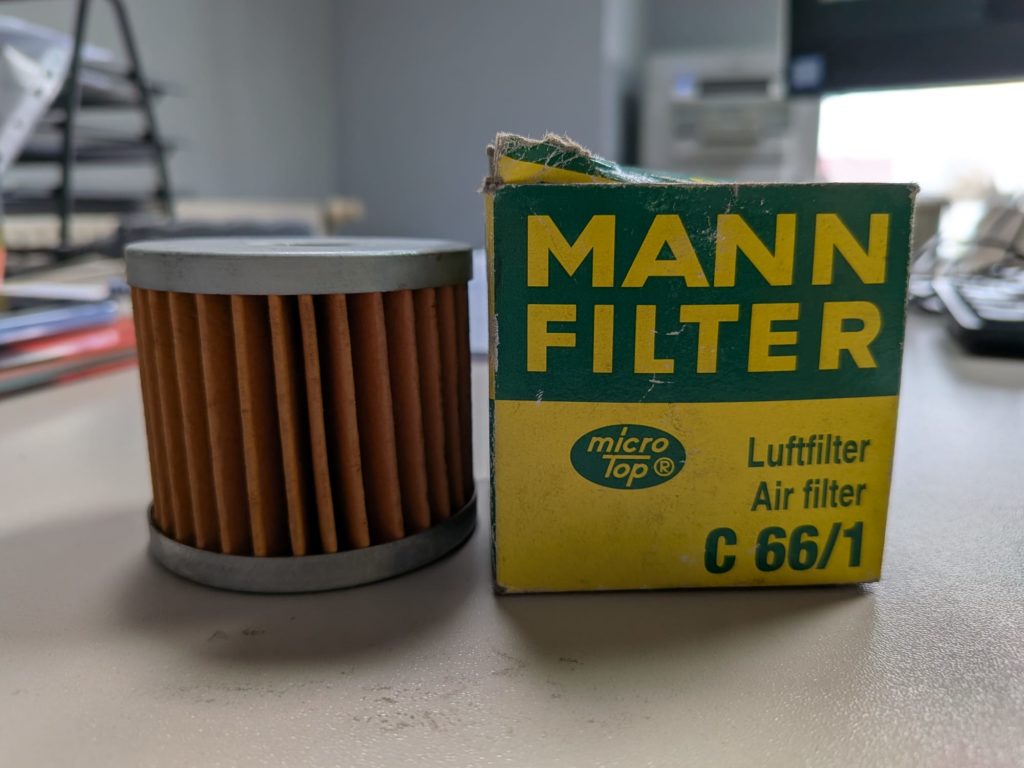 MANN
FILTER
micro
Top®
Luftfilter
Air filter
C 66/1